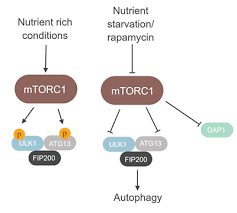 Nutrient rich
conditions
mTORC1
P
P
ULK1
ATG13
FIP200
Nutrient
starvation/
rapamycin
mTORC1
ULK1
ATG13
FIP200
DAP1
Autophagy